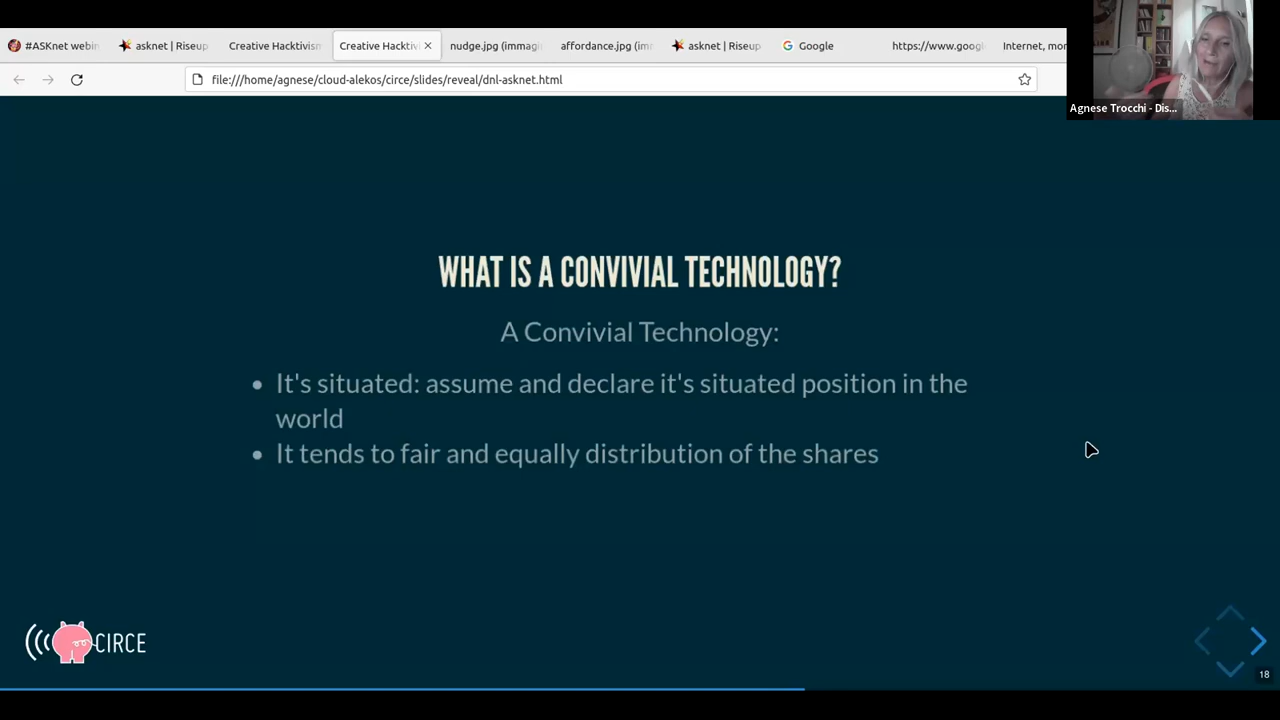 #ASKnet webin
asknet | Riseup
Creative Hacktivism
Creative Hacktivi
nudge.jpg (immagi
affordance.jpg (im
asknet | Riseup
Google
https://www.goog
Internet, mor
file:///home/agnese/cloud-alekos/circe/slides/reveal/dnl-asknet.html
Agnese Trocchi - Dis...
WHAT IS A CONVIVIAL TECHNOLOGY?
A Convivial Technology:
It's situated: assume and declare it's situated position in the
world
It tends to fair and equally distribution of the shares
CIRCE
18